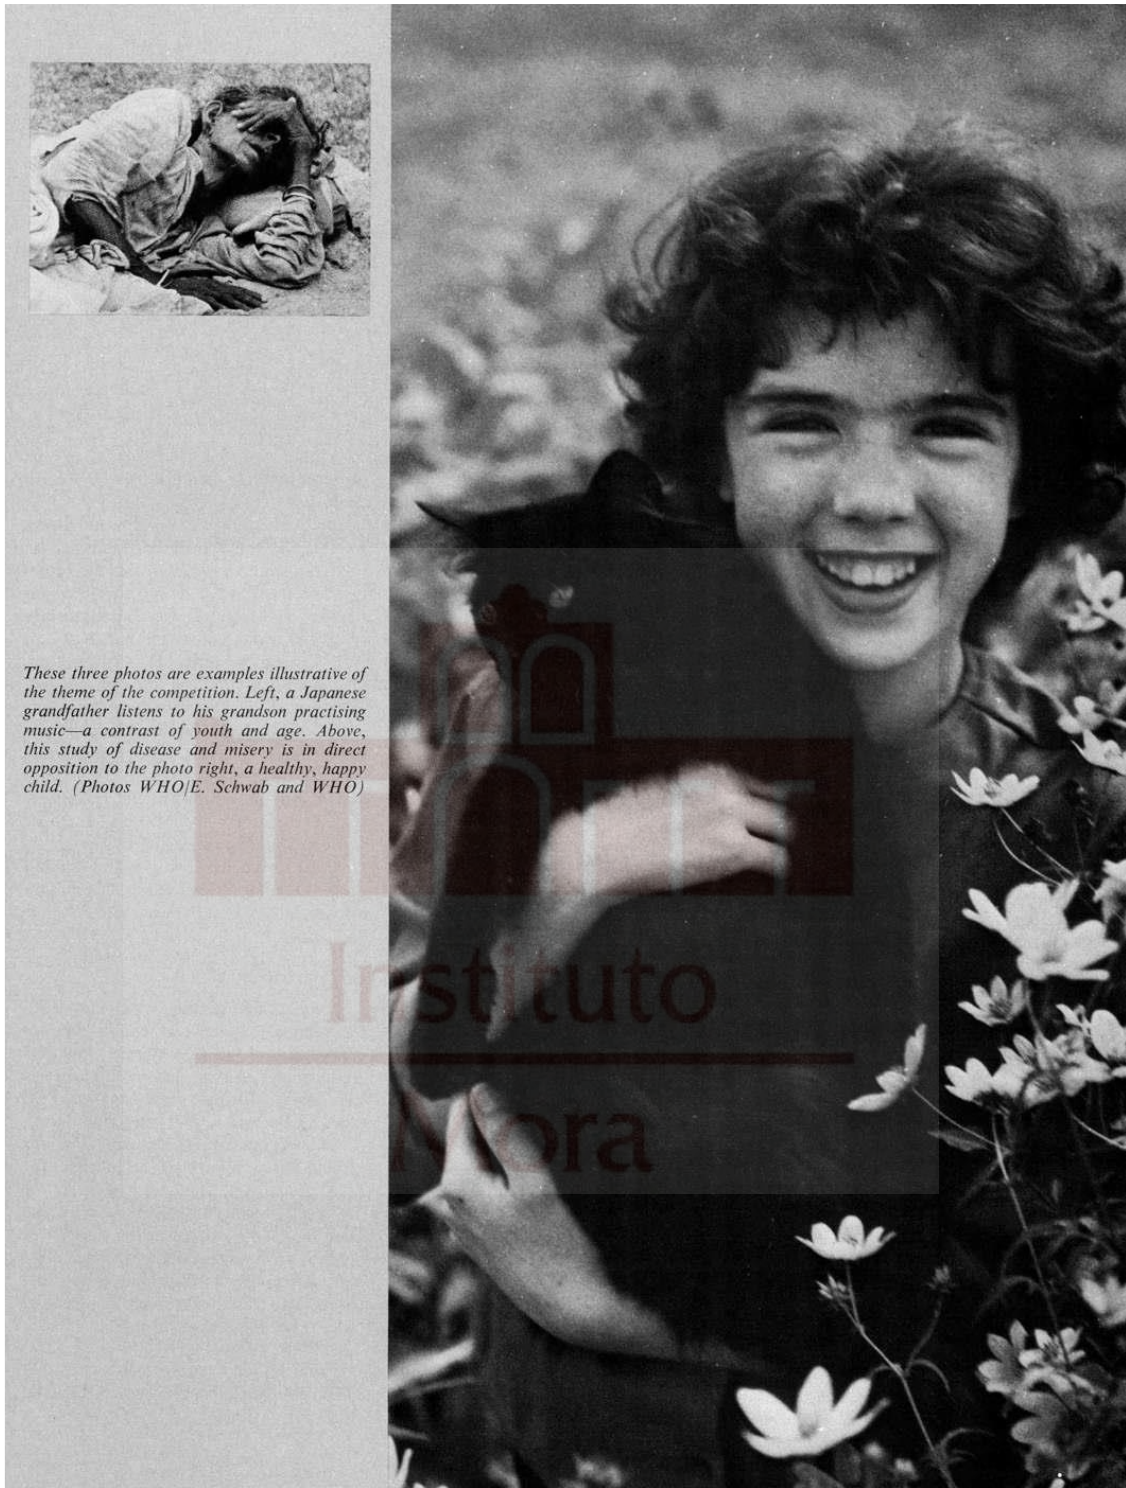 These three photos are examples illustrative of
the theme of the competition. Left, a Japanese
grandfather listens to his grandson practising
music—a contrast of youth and age. Above,
this study of disease and misery is in direct
opposition to the photo right, a healthy, happy
child. (Photos WHO/E. Schwab and WHO)
Instituto
Mora